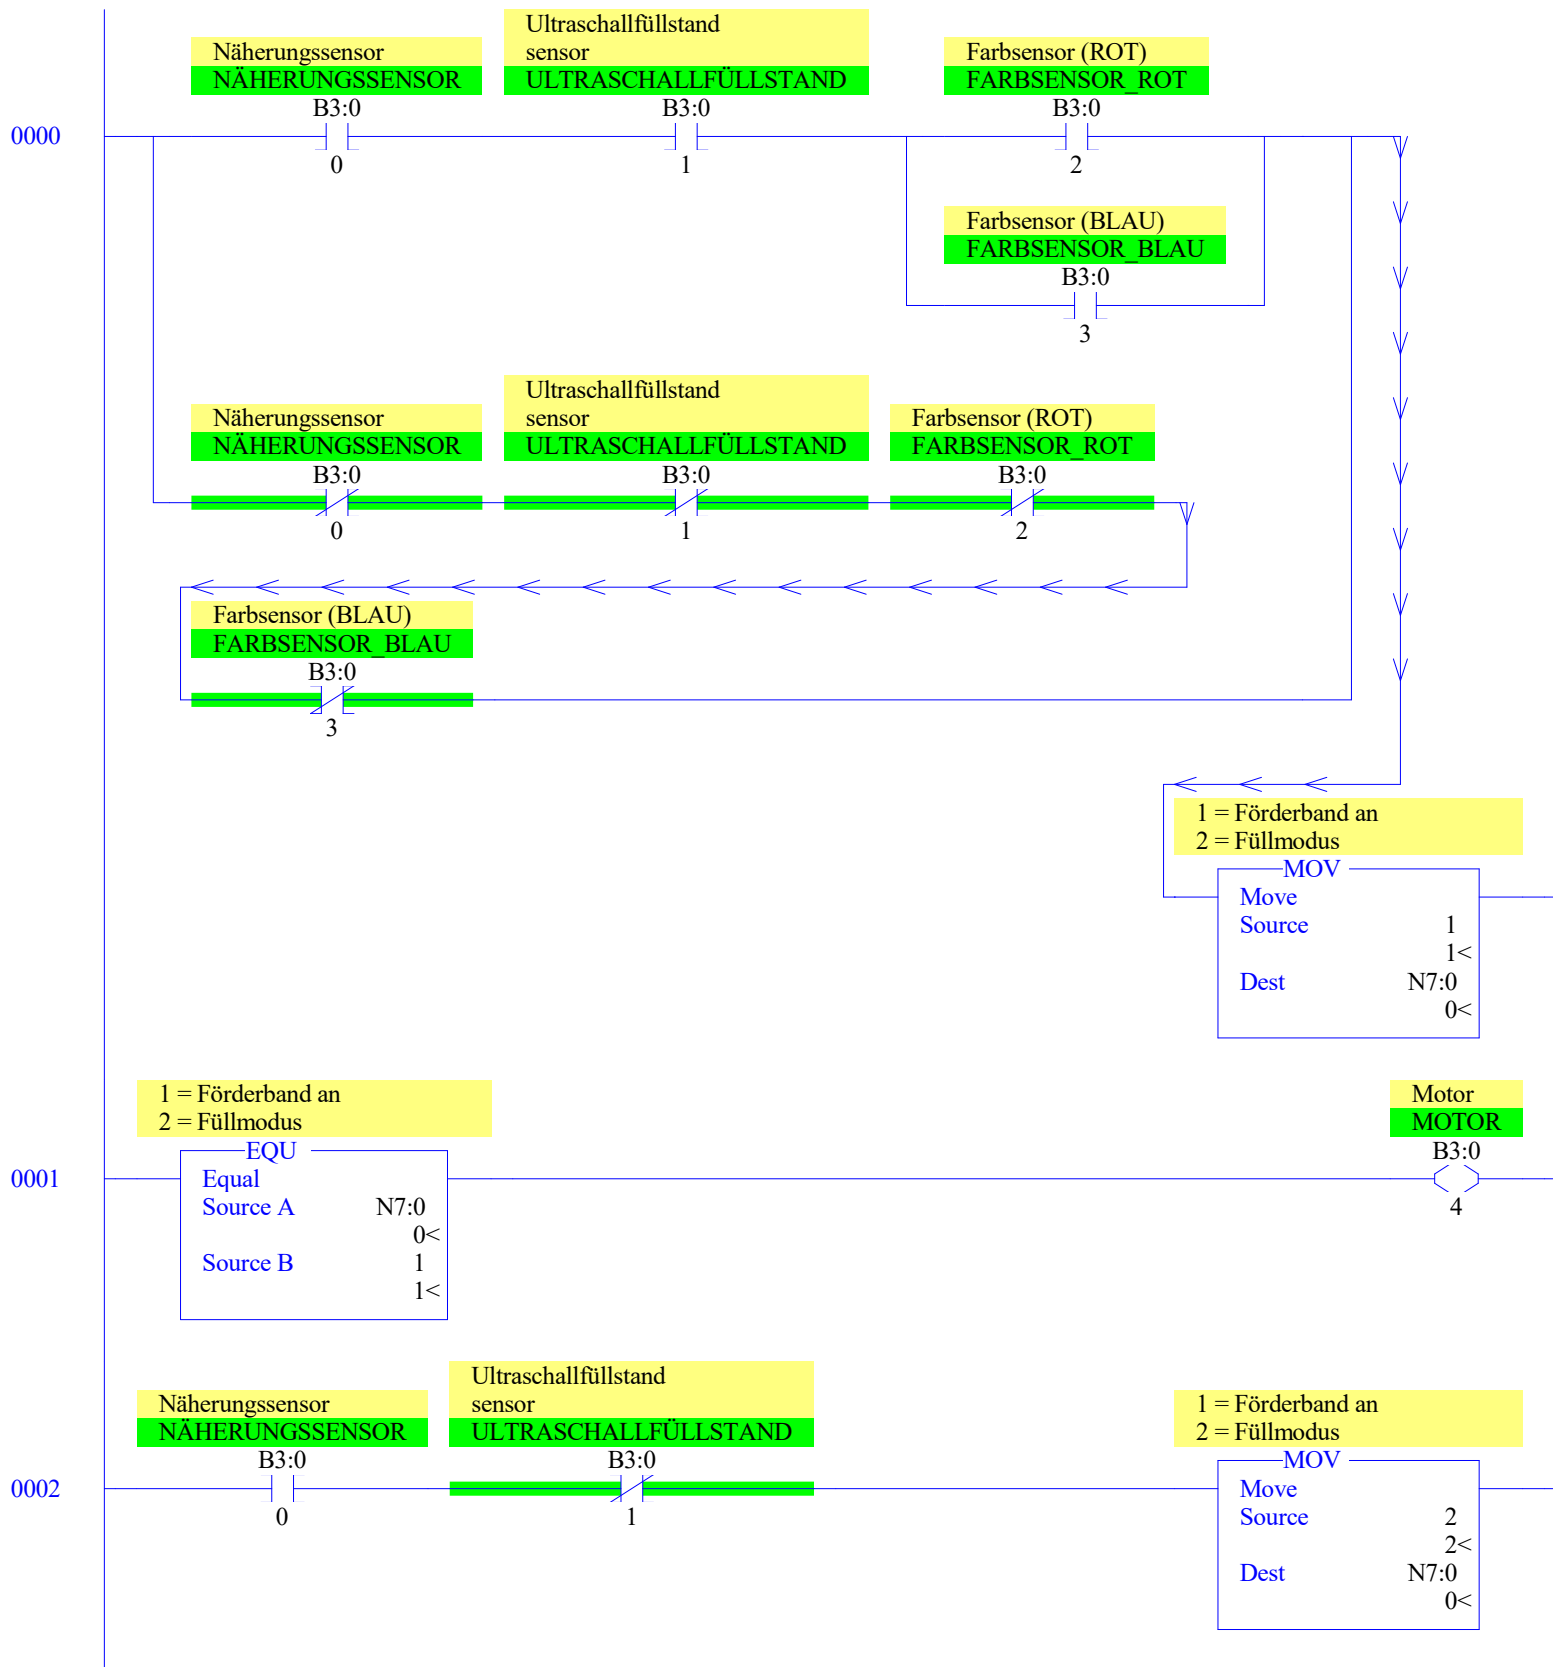 Näherungssensor
NÄHERUNGSSENSOR
B3:0
0
Ultraschallfüllstand
sensor
ULTRASCHALLFÜLLSTAND
B3:0
1
Farbsensor (ROT)
FARBSENSOR_ROT
B3:0
2
0000
Farbsensor (BLAU)
FARBSENSOR_BLAU
B3:0
3
Näherungssensor
NÄHERUNGSSENSOR
B3:0
0
Ultraschallfüllstand
sensor
ULTRASCHALLFÜLLSTAND
B3:0
1
Farbsensor (ROT)
FARBSENSOR_ROT
B3:0
2
Farbsensor (BLAU)
FARBSENSOR_BLAU
B3:0
3
1 = Förderband an
2 = Füllmodus
MOV
Move
Source 1
1<
Dest N7:0
0<
1 = Förderband an
2 = Füllmodus
EQU
0001
Equal
Source A N7:0
0<
Source B 1
1<
Motor
MOTOR
B3:0
4
Näherungssensor
NÄHERUNGSSENSOR
B3:0
0
Ultraschallfüllstand
sensor
ULTRASCHALLFÜLLSTAND
B3:0
1
0002
1 = Förderband an
2 = Füllmodus
MOV
Move
Source 2
2<
Dest N7:0
0<